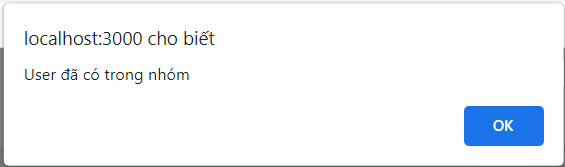 localhost:3000 cho biết
User đã có trong nhóm
OK